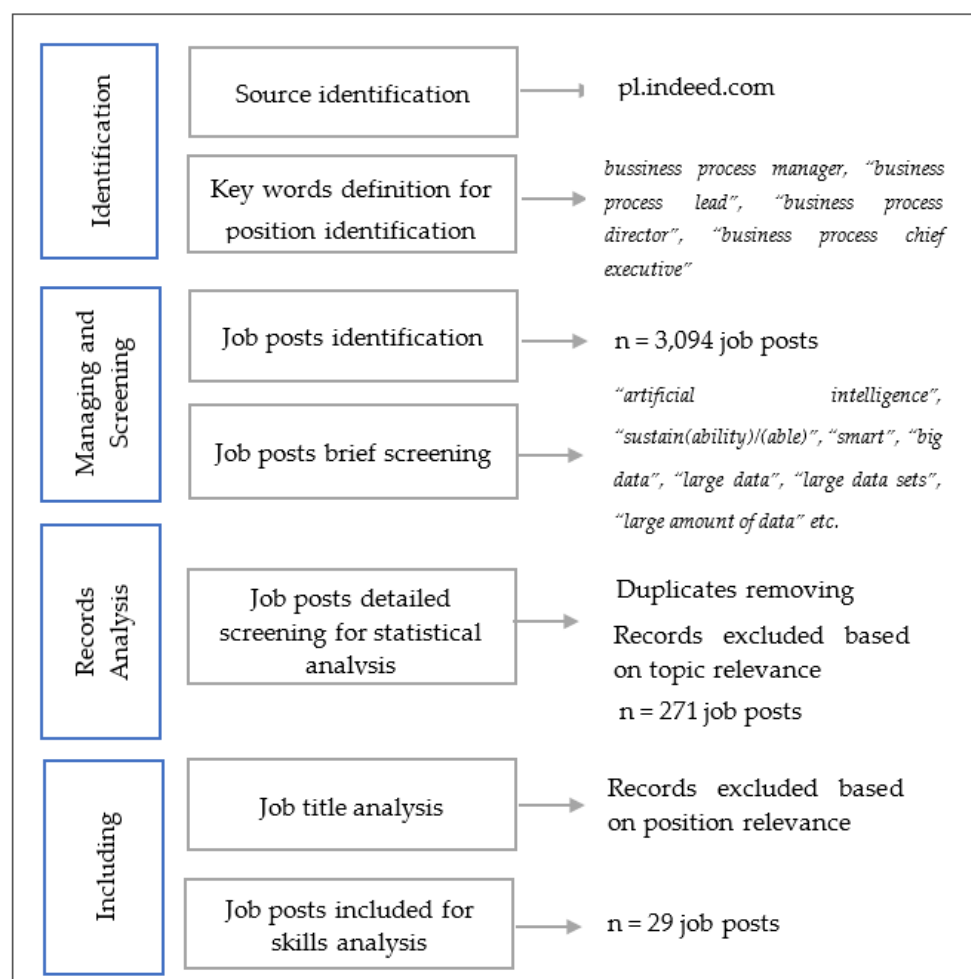 Identification
Source identification
pl.indeed.com
Key words definition for
position identification
bussiness process manager, “business
process lead”, “business process
director”, “business process chief
executive”
Managing and
Screening
Job posts identification
n = 3,094 job posts
Job posts brief screening
“artificial intelligence”,
“sustain(ability)/(able)”, “smart”, “big
data”, “large data”, “large data sets”,
“large amount of data” etc.
Records
Analysis
Job posts detailed
screening for statistical
analysis
Duplicates removing
Records excluded based
on topic relevance
n = 271 job posts
Including
Job title analysis
Records excluded based
on position relevance
Job posts included for
skills analysis
n = 29 job posts